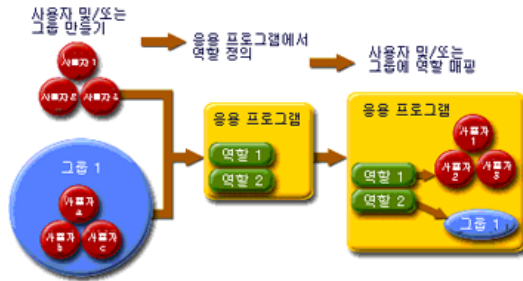 사용자 및/또는
그룹 만들기
응용 프로그램에서
역할 정의
사용자 및/또는
그룹에 역할 매핑
사용자 1
사용자 2
사용자 3
그룹 1
사용자
a
사용자
b
사용자
c
응용 프로그램
역할 1
역할 2
응용 프로그램
역할 1
역할 2
사용자
1
사용자
2
사용자
3
그룹 1